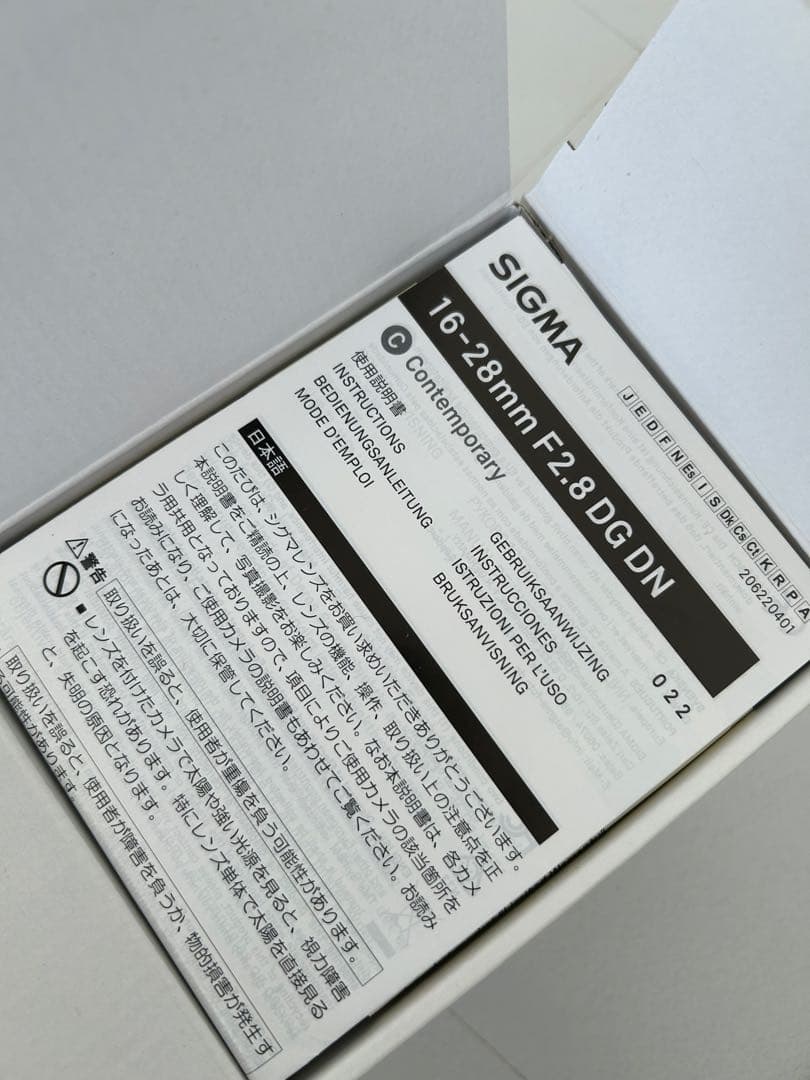 SIGMA
J E D F N Es I S Dk Cs Ct K R P A
206220401
16-28mm F2.8 DG DN
022
C Contemporary
使用説明書
INSTRUCTIONS
BEDIENUNGSANLEITUNG
MODE D'EMPLOI
GEBRUIKSAANWIJZING
INSTRUCCIONES
ISTRUZIONI PER L'USO
BRUKSANVISNING
日本語
このたびは、シグマレンズをお買い求めいただきありがとうございます。
本説明書をご精読の上、レンズの機能、操作、取り扱い上の注意点を正
しく理解して、写真撮影をお楽しみください。なお本説明書は、各カメ
ラ用共用となっておりますので、項目によりご使用カメラの該当箇所を
お読みになり、ご使用カメラの説明書もあわせてご覧ください。お読み
になったあとは、大切に保管してください。
警告
取り扱いを誤ると、使用者が重傷を負う可能性があります。
■ レンズを付けたカメラで太陽や強い光源を見ると、視力障害
を起こす恐れがあります。特にレンズ単体で太陽を直接見る
と、失明の原因となります。
取り扱いを誤ると、使用者が障害を負うか、物的損害が発生す
る可能性があります。